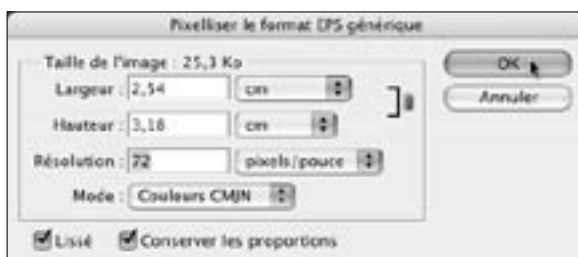 Pixelliser le format EPS générique
Taille de l'image : 25,3 Ko
Largeur : 2,54 cm
Hauteur : 3,18 cm
Résolution : 72 pixels/pouce
Mode : Couleurs CMJN
Lissé Conserver les proportions
OK
Annuler